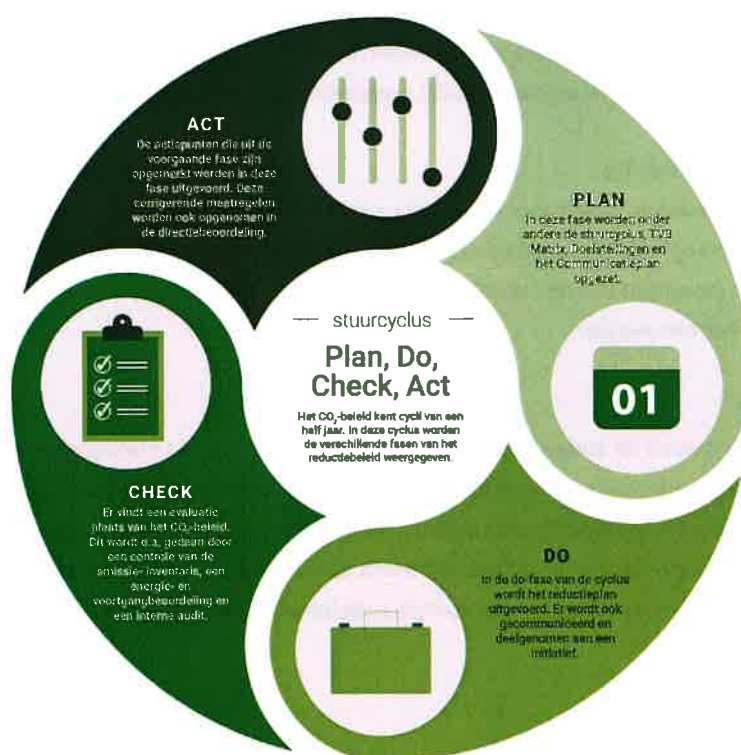 stuurcyclus
Plan, Do,
Check, Act
Het CO₂-beleid kent cycli van een
half jaar. In deze cyclus worden
de verschillende fasen van het
reductiebeleid weergegeven.
PLAN
In deze fase worden onder
andere de stuurcyclus, TVB
Matrix, Doelstellingen en
het Communicatieplan
opgezet.
01
DO
In de do-fase van de cyclus
wordt het reductieplan
uitgevoerd. Er wordt ook
gecommuniceerd en
deelgenomen aan een
initiatief.
CHECK
Er vindt een evaluatie
plaats van het CO₂-beleid.
Dit wordt o.a. gedaan door
een controle van de
emissie- inventaris, een
energie- en
voortgangbeoordeling en
een interne audit.
ACT
De actiepunten die uit de
voorgaande fase zijn
opgemerkt worden in deze
fase uitgevoerd. Deze
corrigerende maatregelen
worden ook opgenomen in
de directiebeoordeling.